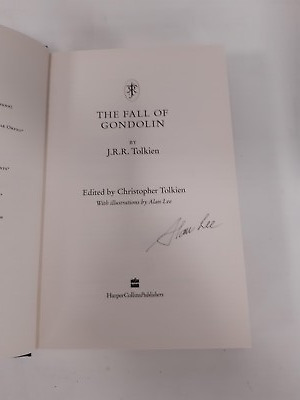 THE FALL OF
GONDOLIN
BY
J.R.R. Tolkien
Edited by Christopher Tolkien
With illustrations by Alan Lee
Alan Lee
HarperCollinsPublishers